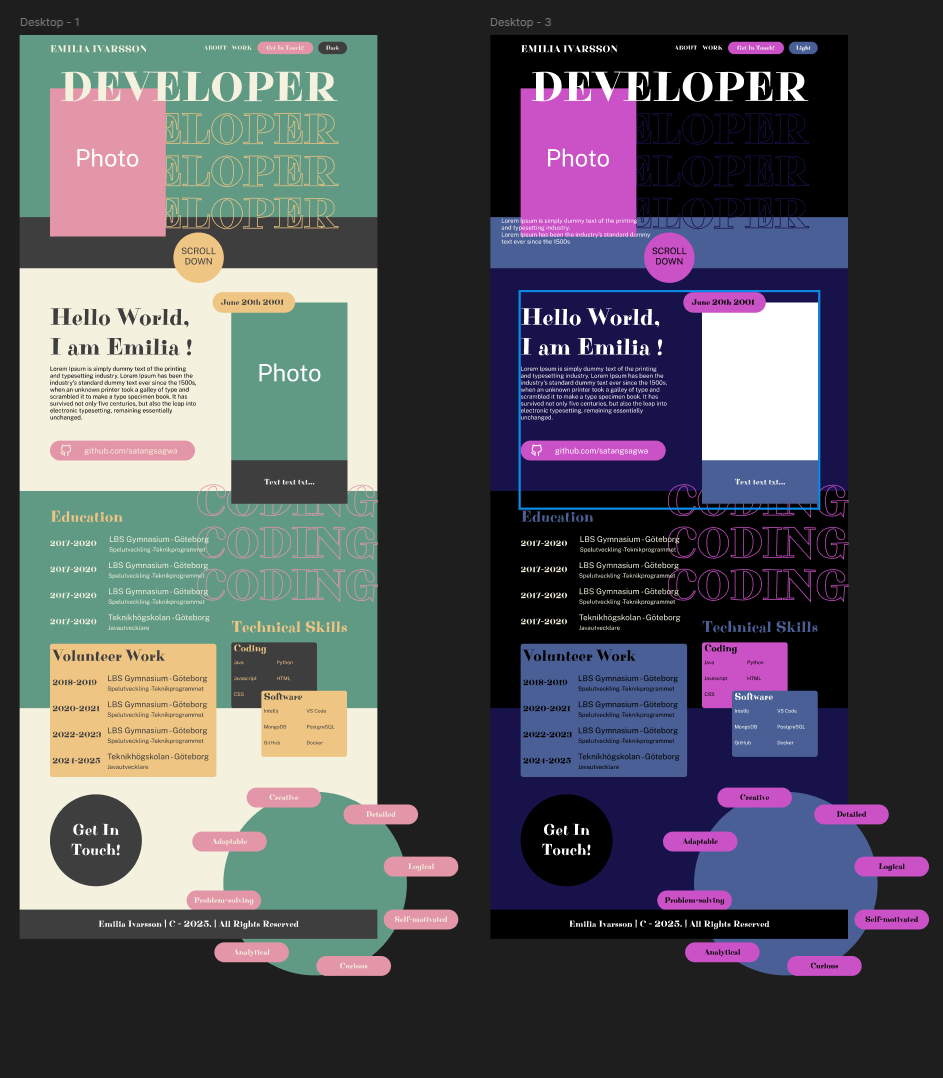 Desktop - 1
EMILIA IVARSSON
ABOUT WORK Get In Touch! Dark
DEVELOPER
ELOPER
ELOPER
ELOPER
Photo
SCROLL
DOWN
June 20th 2001
Hello World,
I am Emilia !
Lorem Ipsum is simply dummy text of the printing
and typesetting industry. Lorem Ipsum has been the
industry's standard dummy text ever since the 1500s,
when an unknown printer took a galley of type and
scrambled it to make a type specimen book. It has
survived not only five centuries, but also the leap into
electronic typesetting, remaining essentially
unchanged.
github.com/satangsagwa
Photo
Text text txt...
CODING
CODING
CODING
Education
2017-2020 LBS Gymnasium - Göteborg
Spelutveckling -Teknikprogrammet
2017-2020 LBS Gymnasium - Göteborg
Spelutveckling -Teknikprogrammet
2017-2020 LBS Gymnasium - Göteborg
Spelutveckling -Teknikprogrammet
2017-2020 Teknikhögskolan - Göteborg
Javautvecklare
Technical Skills
Coding
Java Python
Javascript HTML
CSS
Software
Intellij VS Code
MongoDB PostgreSQL
GitHub Docker
Volunteer Work
2018-2019 LBS Gymnasium - Göteborg
Spelutveckling -Teknikprogrammet
2020-2021 LBS Gymnasium - Göteborg
Spelutveckling -Teknikprogrammet
2022-2023 LBS Gymnasium - Göteborg
Spelutveckling -Teknikprogrammet
2024-2025 Teknikhögskolan - Göteborg
Javautvecklare
Get In
Touch!
Creative
Detailed
Adaptable
Logical
Problem-solving
Self-motivated
Analytical
Curious
Emilia Ivarsson | C - 2025. | All Rights Reserved
Desktop - 3
EMILIA IVARSSON
ABOUT WORK Get In Touch! Light
DEVELOPER
ELOPER
ELOPER
ELOPER
Photo
Lorem Ipsum is simply dummy text of the printing
and typesetting industry.
Lorem Ipsum has been the industry's standard dummy
text ever since the 1500s
SCROLL
DOWN
June 20th 2001
Hello World,
I am Emilia !
Lorem Ipsum is simply dummy text of the printing
and typesetting industry. Lorem Ipsum has been the
industry's standard dummy text ever since the 1500s,
when an unknown printer took a galley of type and
scrambled it to make a type specimen book. It has
survived not only five centuries, but also the leap into
electronic typesetting, remaining essentially
unchanged.
github.com/satangsagwa
Text text txt...
CODING
CODING
CODING
Education
2017-2020 LBS Gymnasium - Göteborg
Spelutveckling -Teknikprogrammet
2017-2020 LBS Gymnasium - Göteborg
Spelutveckling -Teknikprogrammet
2017-2020 LBS Gymnasium - Göteborg
Spelutveckling -Teknikprogrammet
2017-2020 Teknikhögskolan - Göteborg
Javautvecklare
Technical Skills
Coding
Java Python
Javascript HTML
CSS
Software
Intellij VS Code
MongoDB PostgreSQL
GitHub Docker
Volunteer Work
2018-2019 LBS Gymnasium - Göteborg
Spelutveckling -Teknikprogrammet
2020-2021 LBS Gymnasium - Göteborg
Spelutveckling -Teknikprogrammet
2022-2023 LBS Gymnasium - Göteborg
Spelutveckling -Teknikprogrammet
2024-2025 Teknikhögskolan - Göteborg
Javautvecklare
Get In
Touch!
Creative
Detailed
Adaptable
Logical
Problem-solving
Self-motivated
Analytical
Curious
Emilia Ivarsson | C - 2025. | All Rights Reserved